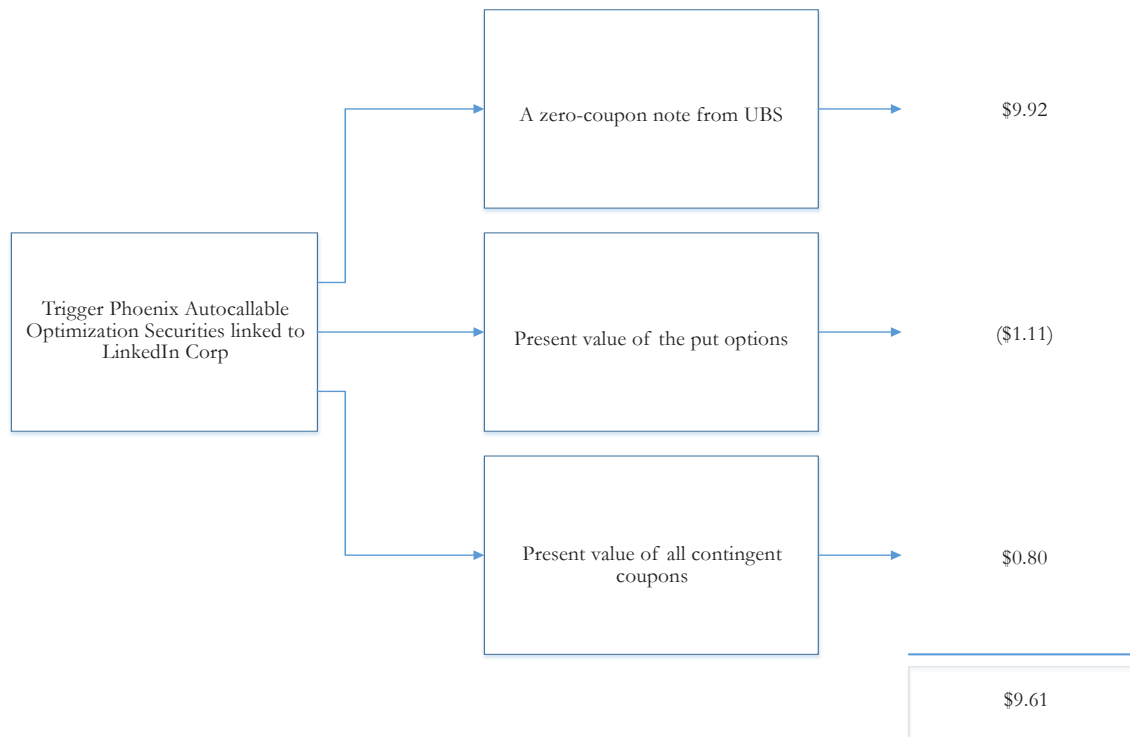 A zero-coupon note from UBS
$9.92
Trigger Phoenix Autocallable
Optimization Securities linked to
LinkedIn Corp
Present value of the put options
($1.11)
Present value of all contingent
coupons
$0.80
$9.61